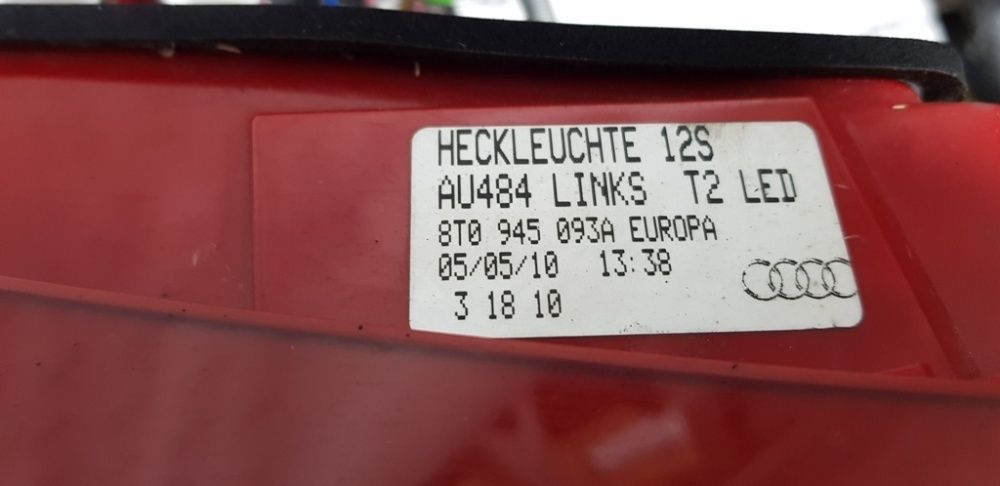 HECKLEUCHTE 12S
AU484 LINKS T2 LED
8T0 945 093A EUROPA
05/05/10 13:38
3 18 10